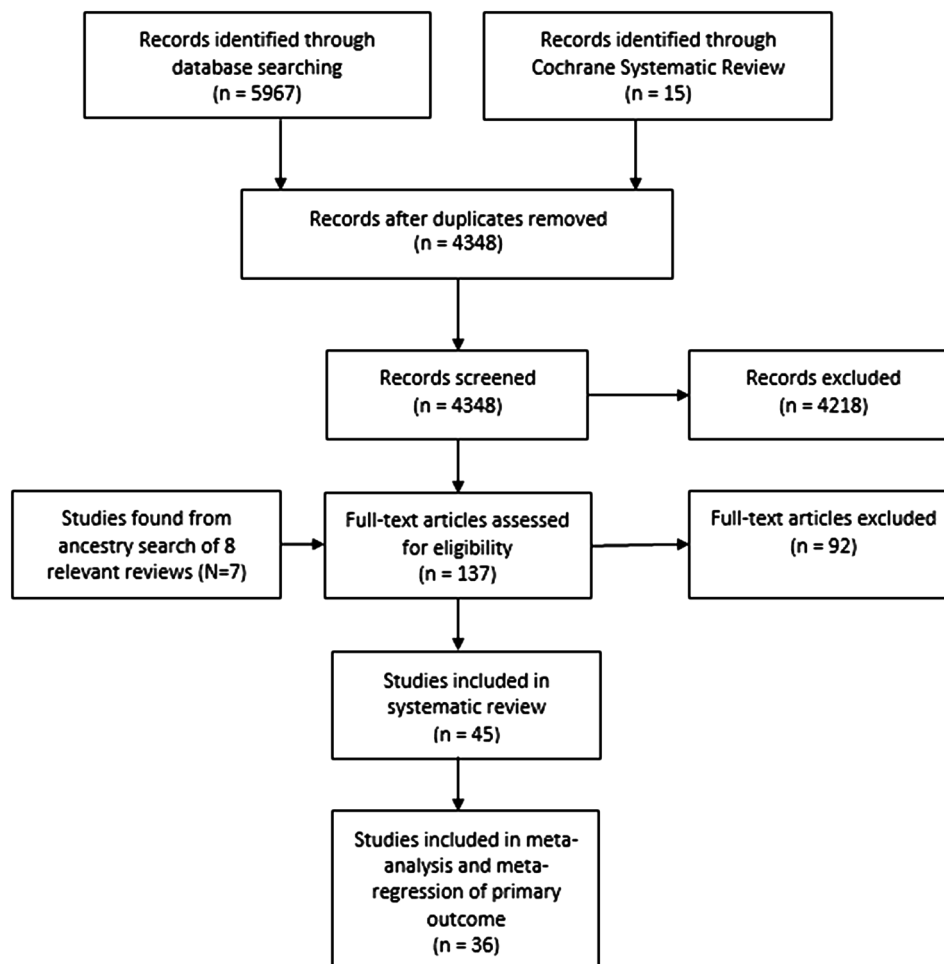 Records identified through
database searching
(n = 5967)
Records identified through
Cochrane Systematic Review
(n = 15)
Records after duplicates removed
(n = 4348)
Records screened
(n = 4348)
Records excluded
(n = 4218)
Studies found from
ancestry search of 8
relevant reviews (N=7)
Full-text articles assessed
for eligibility
(n = 137)
Full-text articles excluded
(n = 92)
Studies included in
systematic review
(n = 45)
Studies included in meta-
analysis and meta-
regression of primary
outcome
(n = 36)